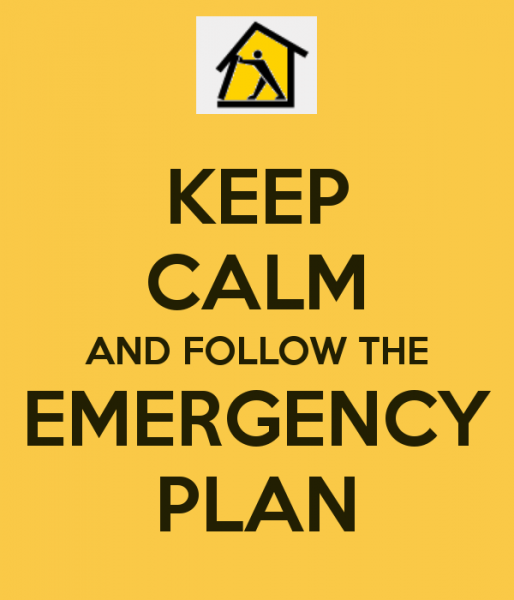 KEEP
CALM
AND FOLLOW THE
EMERGENCY
PLAN